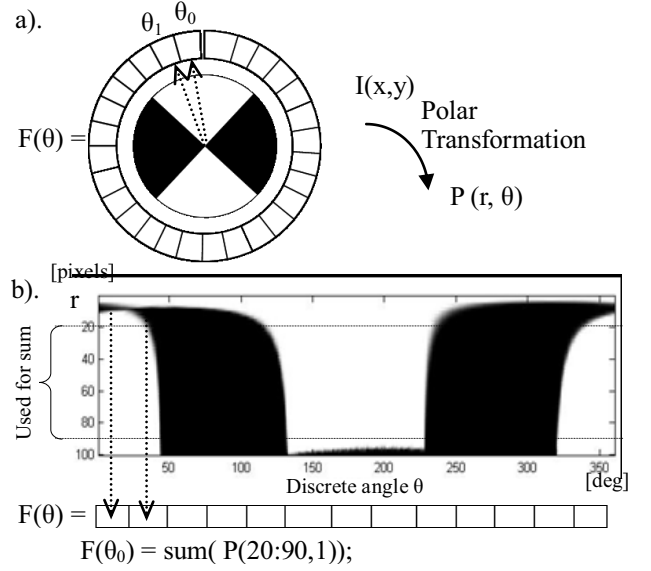 a).
θ1 θ0
F(θ) =
I(x,y)
Polar
Transformation
P (r, θ)
[pixels]
b).
r
Used for sum
20
40
60
80
100
50 100 150 200 250 300 350
Discrete angle θ
[deg]
F(θ) =
F(θ0) = sum( P(20:90,1));